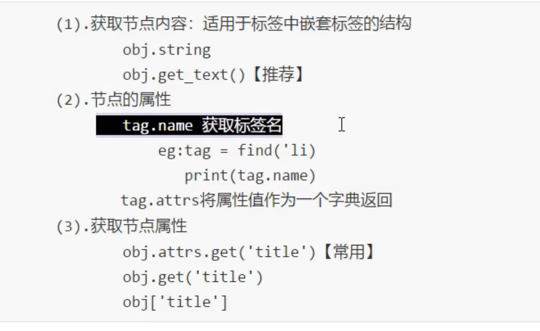 (1).获取节点内容：适用于标签中嵌套标签的结构
obj.string
obj.get_text()【推荐】
(2).节点的属性
tag.name 获取标签名
eg:tag = find('li)
print(tag.name)
tag.attrs将属性值作为一个字典返回
(3).获取节点属性
obj.attrs.get('title')【常用】
obj.get('title')
obj['title']